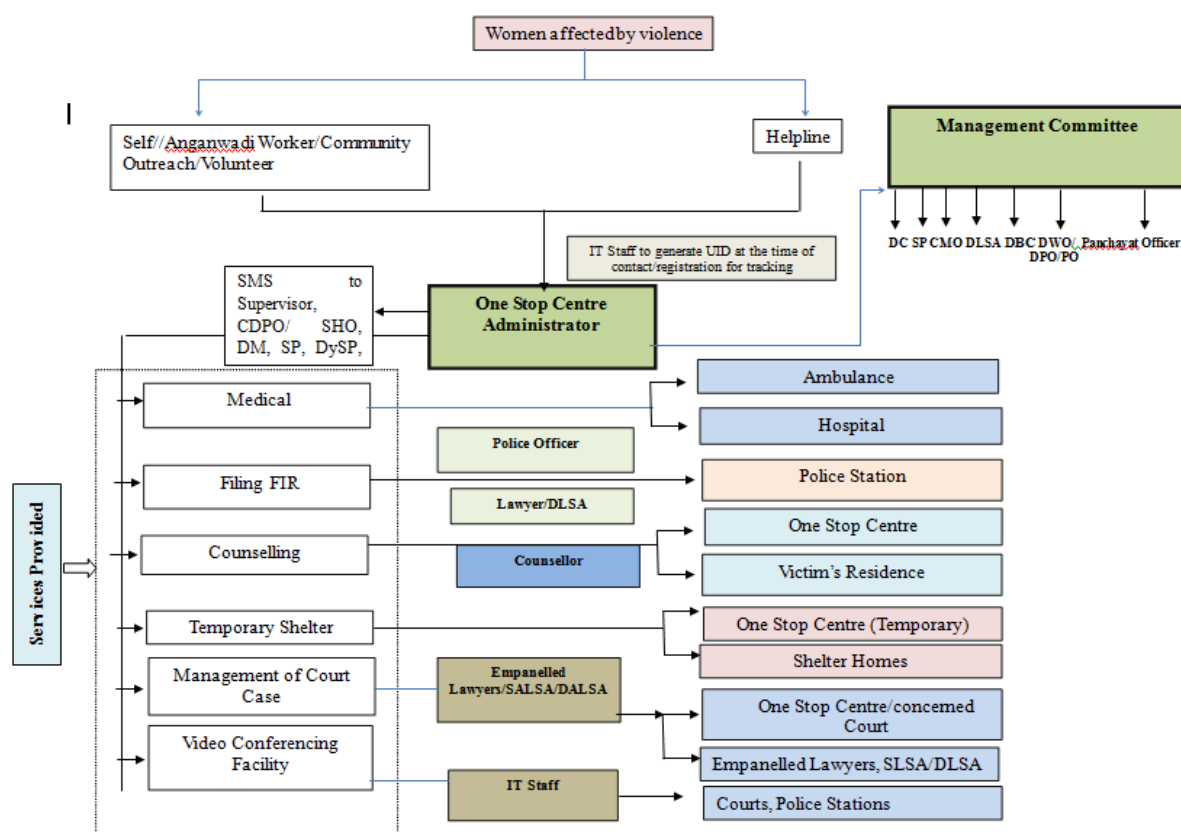 Women affected by violence
Self//Anganwadi Worker/Community
Outreach/Volunteer
Helpline
Management Committee
DC SP CMO DLSA DBC DWO/ Panchayat Officer
DPO/PO
IT Staff to generate UID at the time of
contact/registration for tracking
SMS to
Supervisor,
CDPO/ SHO,
DM, SP, DySP,
One Stop Centre
Administrator
Services Provided
Medical
Ambulance
Hospital
Police Officer
Filing FIR
Police Station
Lawyer/DLSA
Counselling
Counsellor
One Stop Centre
Victim's Residence
Temporary Shelter
One Stop Centre (Temporary)
Shelter Homes
Management of Court
Case
Empanelled
Lawyers/SALSA/DALSA
One Stop Centre/concerned
Court
Empanelled Lawyers, SLSA/DLSA
Video Conferencing
Facility
IT Staff
Courts, Police Stations